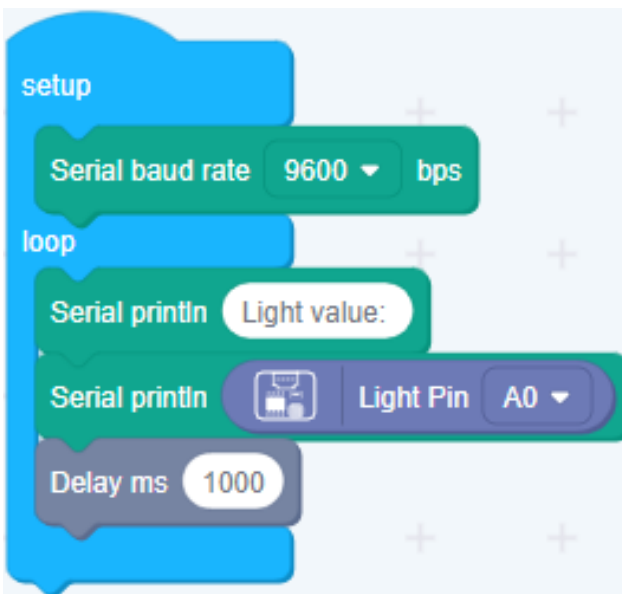 setup
Serial baud rate 9600 bps
loop
Serial println Light value:
Serial println Light Pin A0
Delay ms 1000